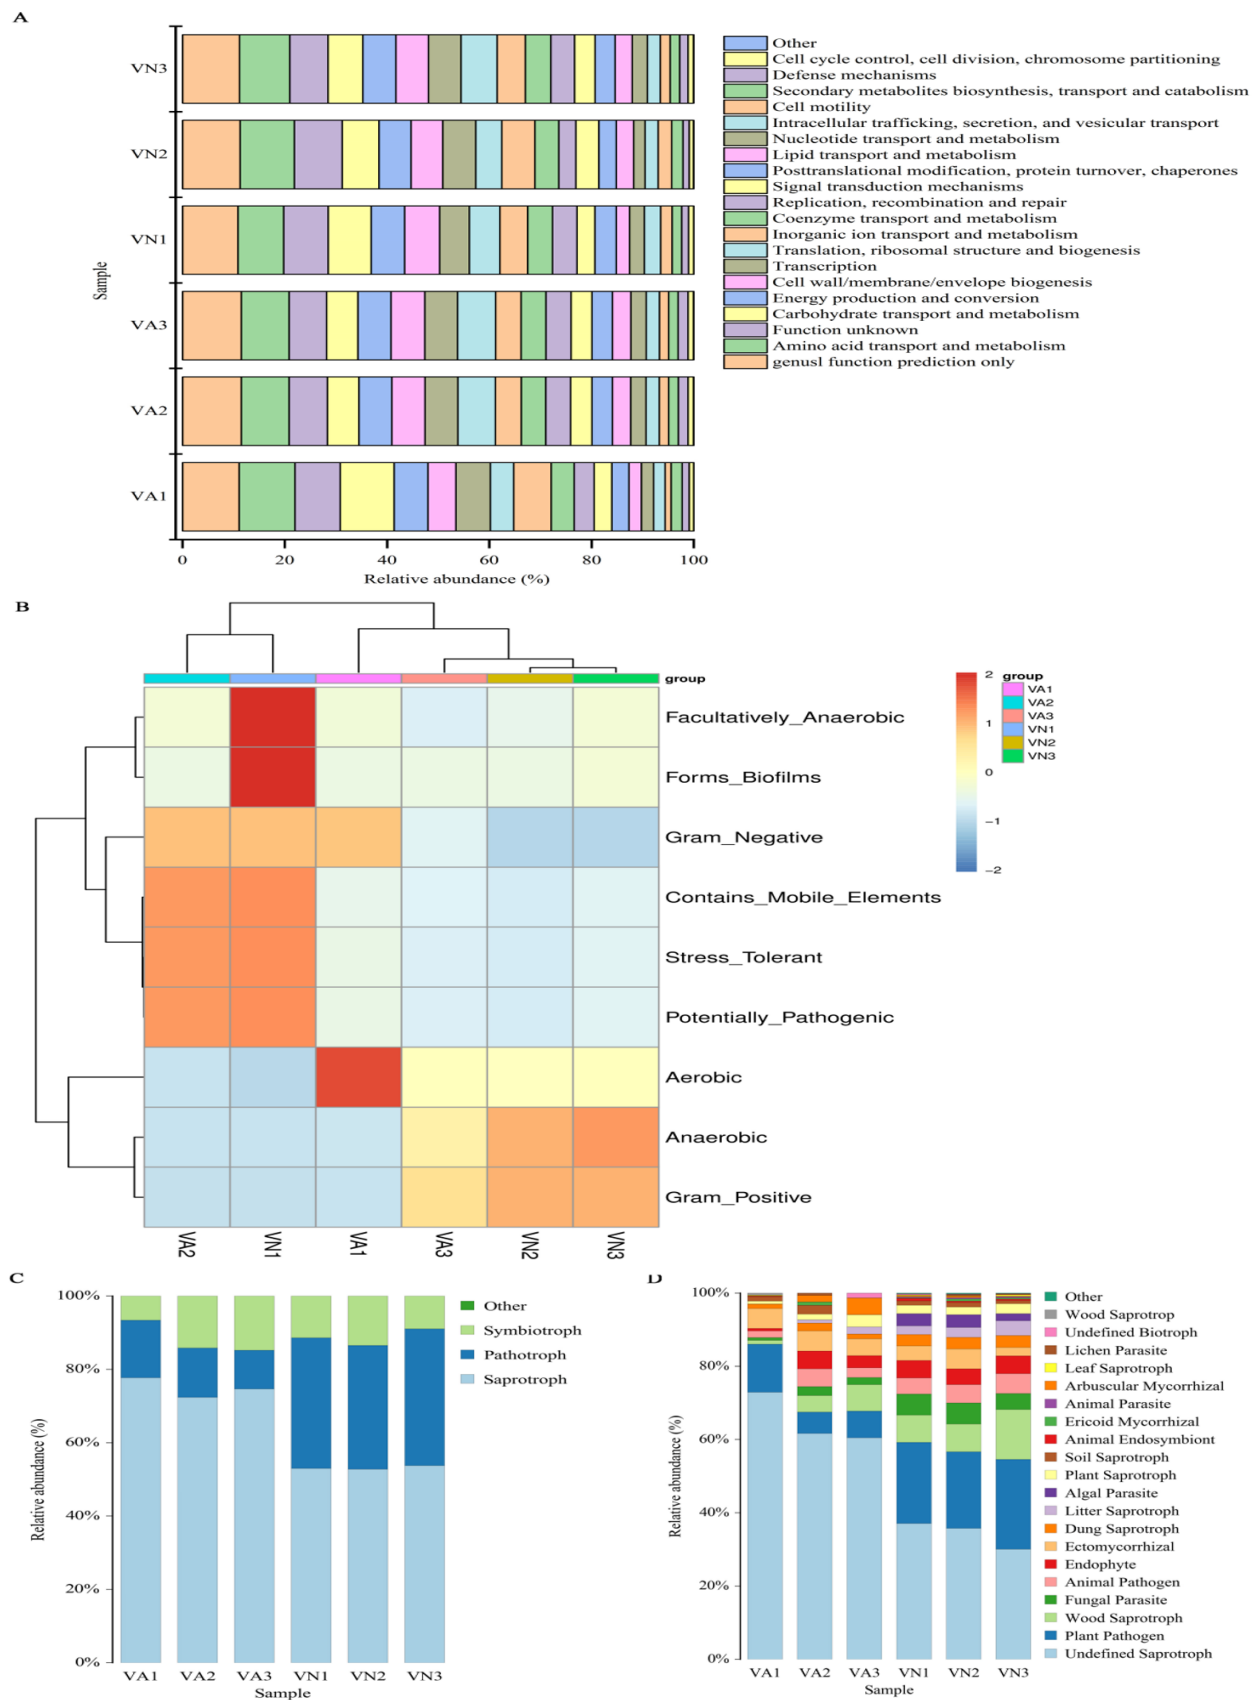 A
VN3
VN2
VN1
VA3
VA2
VA1
Sample
0 20 40 60 80 100
Relative abundance (%)
Other
Cell cycle control, cell division, chromosome partitioning
Defense mechanisms
Secondary metabolites biosynthesis, transport and catabolism
Cell motility
Intracellular trafficking, secretion, and vesicular transport
Nucleotide transport and metabolism
Lipid transport and metabolism
Posttranslational modification, protein turnover, chaperones
Signal transduction mechanisms
Replication, recombination and repair
Coenzyme transport and metabolism
Inorganic ion transport and metabolism
Translation, ribosomal structure and biogenesis
Transcription
Cell wall/membrane/envelope biogenesis
Energy production and conversion
Carbohydrate transport and metabolism
Function unknown
Amino acid transport and metabolism
genusl function prediction only
B
group
Facultatively_Anaerobic
Forms_Biofilms
Gram_Negative
Contains_Mobile_Elements
Stress_Tolerant
Potentially_Pathogenic
Aerobic
Anaerobic
Gram_Positive
VA2 VN1 VA1 VA3 VN2 VN3
2
1
0
−1
−2
group
VA1
VA2
VA3
VN1
VN2
VN3
C
100%
80%
60%
40%
20%
0%
Relative abundance (%)
VA1 VA2 VA3 VN1 VN2 VN3
Sample
Other
Symbiotroph
Pathotroph
Saprotroph
D
100%
80%
60%
40%
20%
0%
Relative abundance (%)
VA1 VA2 VA3 VN1 VN2 VN3
Sample
Other
Wood Saprotrop
Undefined Biotroph
Lichen Parasite
Leaf Saprotroph
Arbuscular Mycorrhizal
Animal Parasite
Ericoid Mycorrhizal
Animal Endosymbiont
Soil Saprotroph
Plant Saprotroph
Algal Parasite
Litter Saprotroph
Dung Saprotroph
Ectomycorrhizal
Endophyte
Animal Pathogen
Fungal Parasite
Wood Saprotroph
Plant Pathogen
Undefined Saprotroph